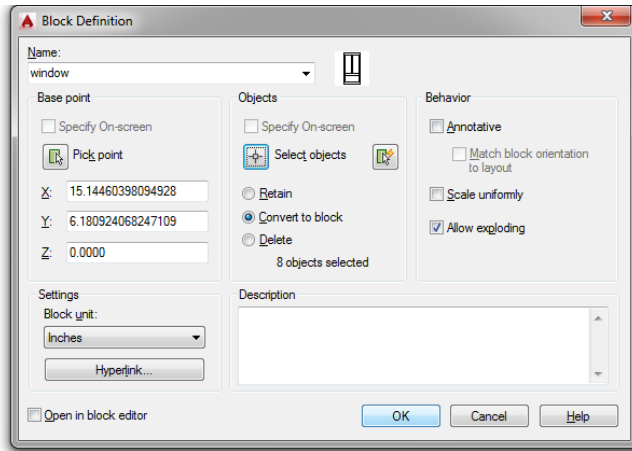 Block Definition
Name:
window
Base point
Specify On-screen
Pick point
X: 15.14460398094928
Y: 6.180924068247109
Z: 0.0000
Objects
Specify On-screen
Select objects
Retain
Convert to block
Delete
8 objects selected
Behavior
Annotative
Match block orientation
to layout
Scale uniformly
Allow exploding
Settings
Block unit:
Inches
Hyperlink...
Description
Open in block editor
OK
Cancel
Help